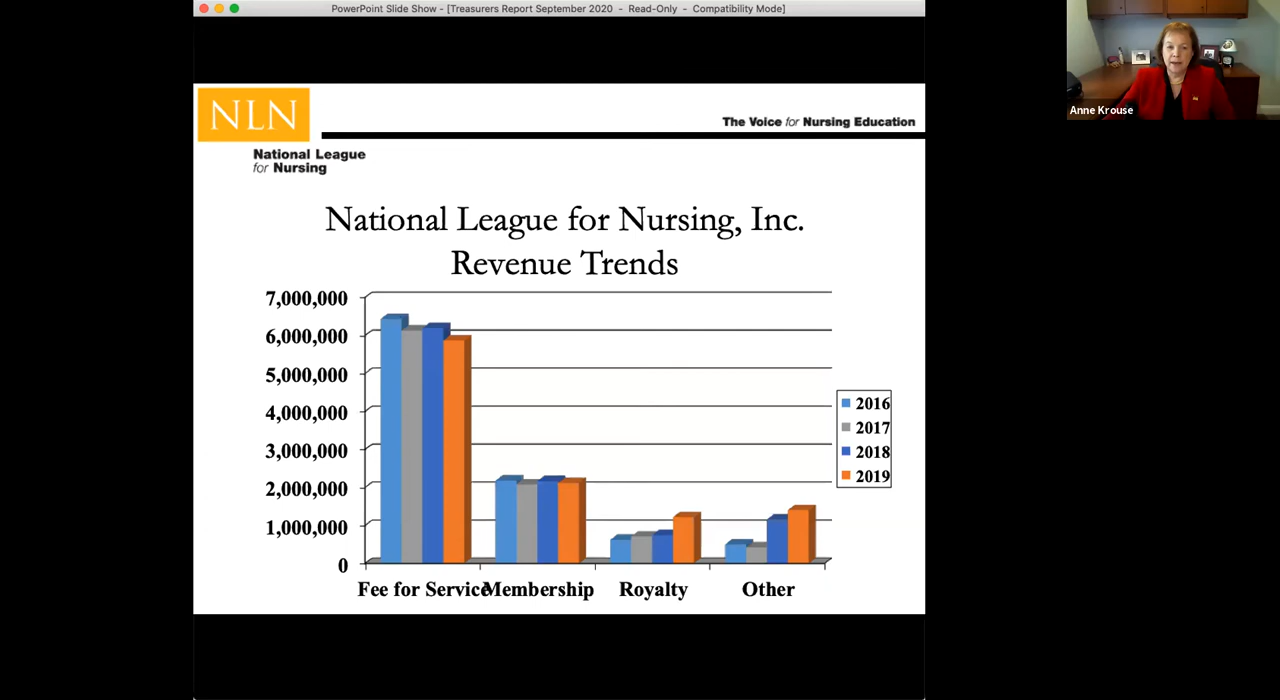 PowerPoint Slide Show - [Treasurers Report September 2020 - Read-Only - Compatibility Mode]
NLN
The Voice for Nursing Education
National League
for Nursing
Anne Krouse
National League for Nursing, Inc.
Revenue Trends
7,000,000
6,000,000
5,000,000
4,000,000
3,000,000
2,000,000
1,000,000
0
Fee for Service Membership Royalty Other
2016
2017
2018
2019